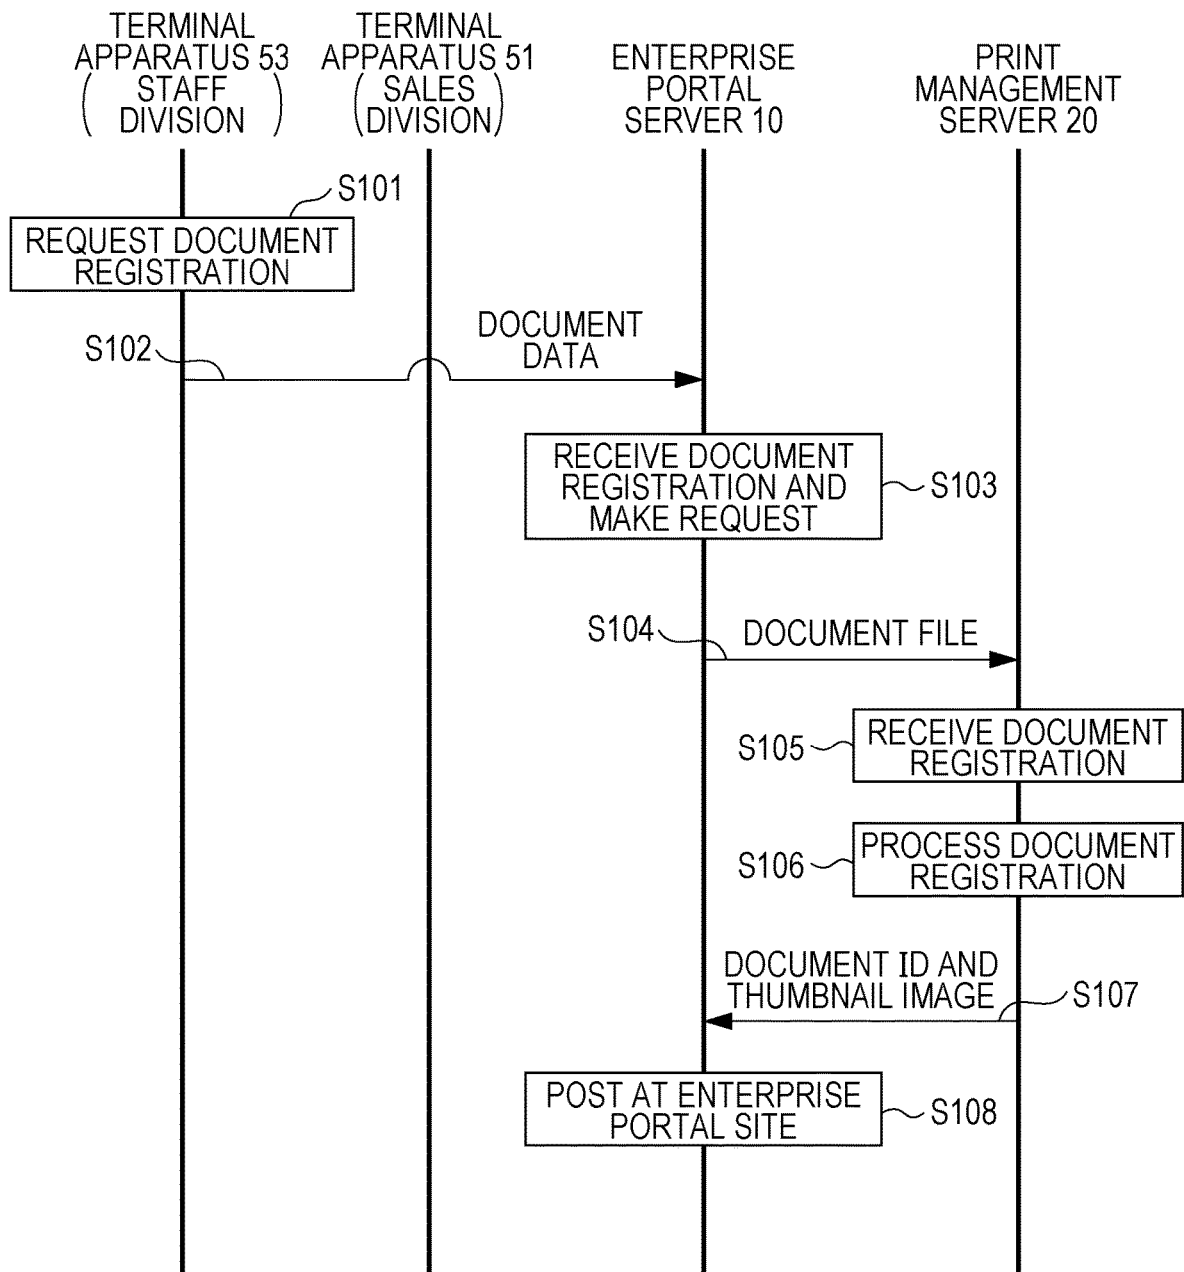 TERMINAL
APPARATUS 53
(STAFF
DIVISION)
TERMINAL
APPARATUS 51
(SALES
DIVISION)
ENTERPRISE
PORTAL
SERVER 10
PRINT
MANAGEMENT
SERVER 20
S101
REQUEST DOCUMENT
REGISTRATION
S102
DOCUMENT
DATA
RECEIVE DOCUMENT
REGISTRATION AND
MAKE REQUEST
S103
S104
DOCUMENT FILE
S105
RECEIVE DOCUMENT
REGISTRATION
S106
PROCESS DOCUMENT
REGISTRATION
DOCUMENT ID AND
THUMBNAIL IMAGE
S107
POST AT ENTERPRISE
PORTAL SITE
S108